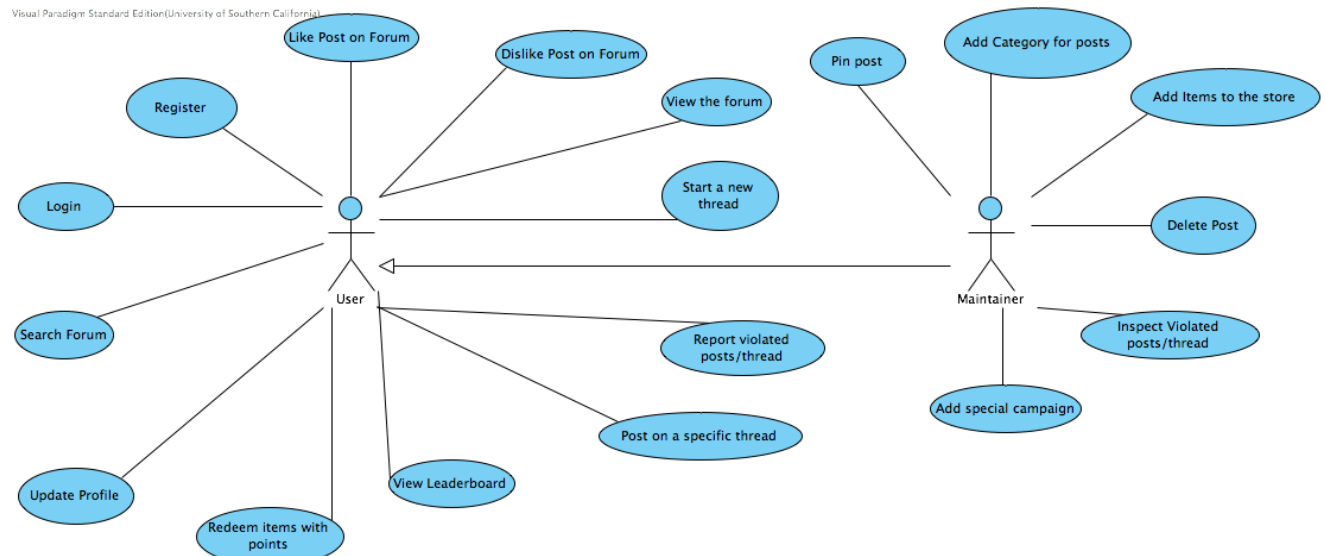 Visual Paradigm Standard Edition(University of Southern California)
Like Post on Forum
Dislike Post on Forum
Pin post
Add Category for posts
Register
View the forum
Add Items to the store
Login
Start a new
thread
Delete Post
User
Maintainer
Search Forum
Report violated
posts/thread
Inspect Violated
posts/thread
Add special campaign
Post on a specific thread
Update Profile
View Leaderboard
Redeem items with
points